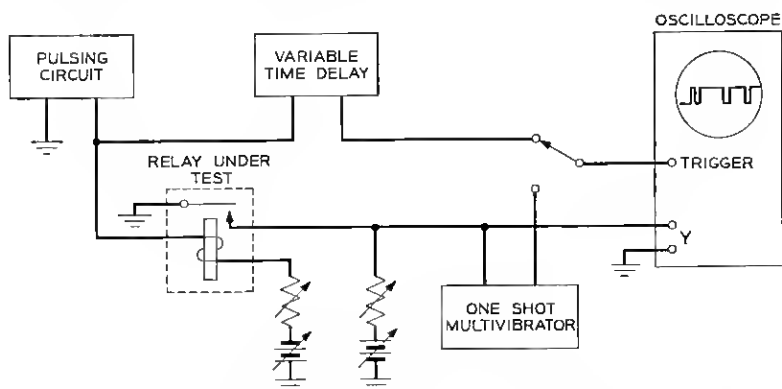 OSCILLOSCOPE
PULSING
CIRCUIT
VARIABLE
TIME DELAY
RELAY UNDER
TEST
TRIGGER
Y
ONE SHOT
MULTIVIBRATOR